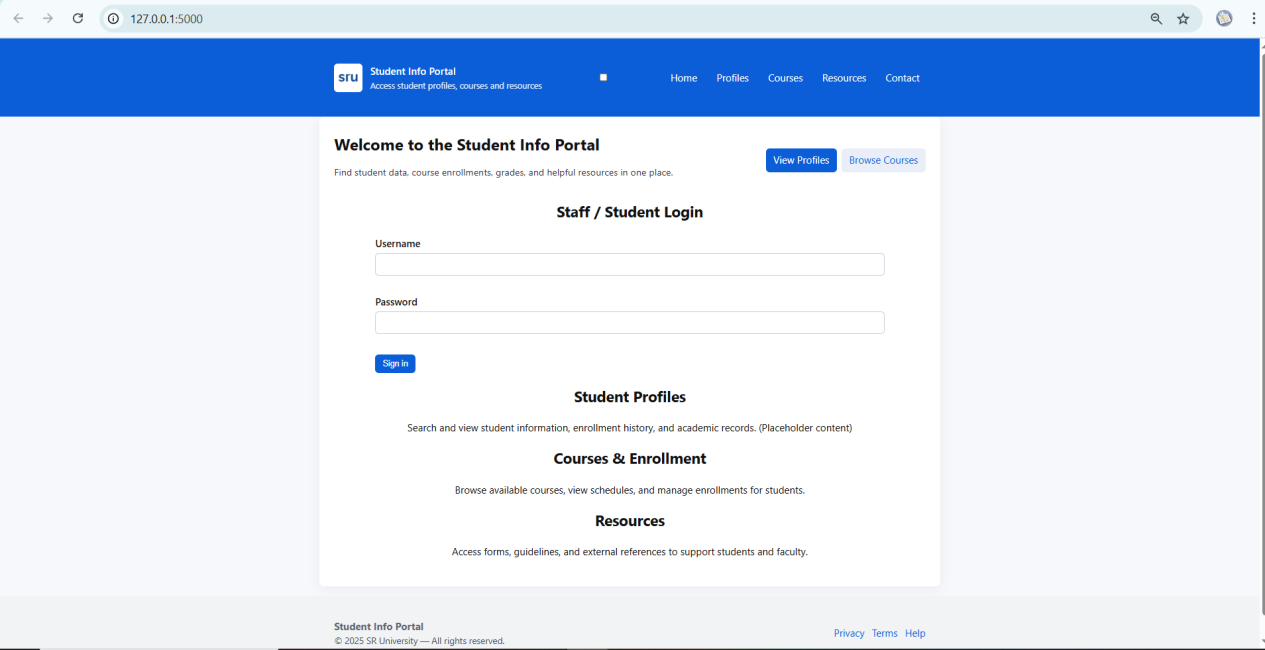 127.0.0.1:5000
sru
Student Info Portal
Access student profiles, courses and resources
Home Profiles Courses Resources Contact
Welcome to the Student Info Portal
Find student data, course enrollments, grades, and helpful resources in one place.
View Profiles Browse Courses
Staff / Student Login
Username
Password
Sign in
Student Profiles
Search and view student information, enrollment history, and academic records. (Placeholder content)
Courses & Enrollment
Browse available courses, view schedules, and manage enrollments for students.
Resources
Access forms, guidelines, and external references to support students and faculty.
Student Info Portal
© 2025 SR University — All rights reserved.
Privacy Terms Help